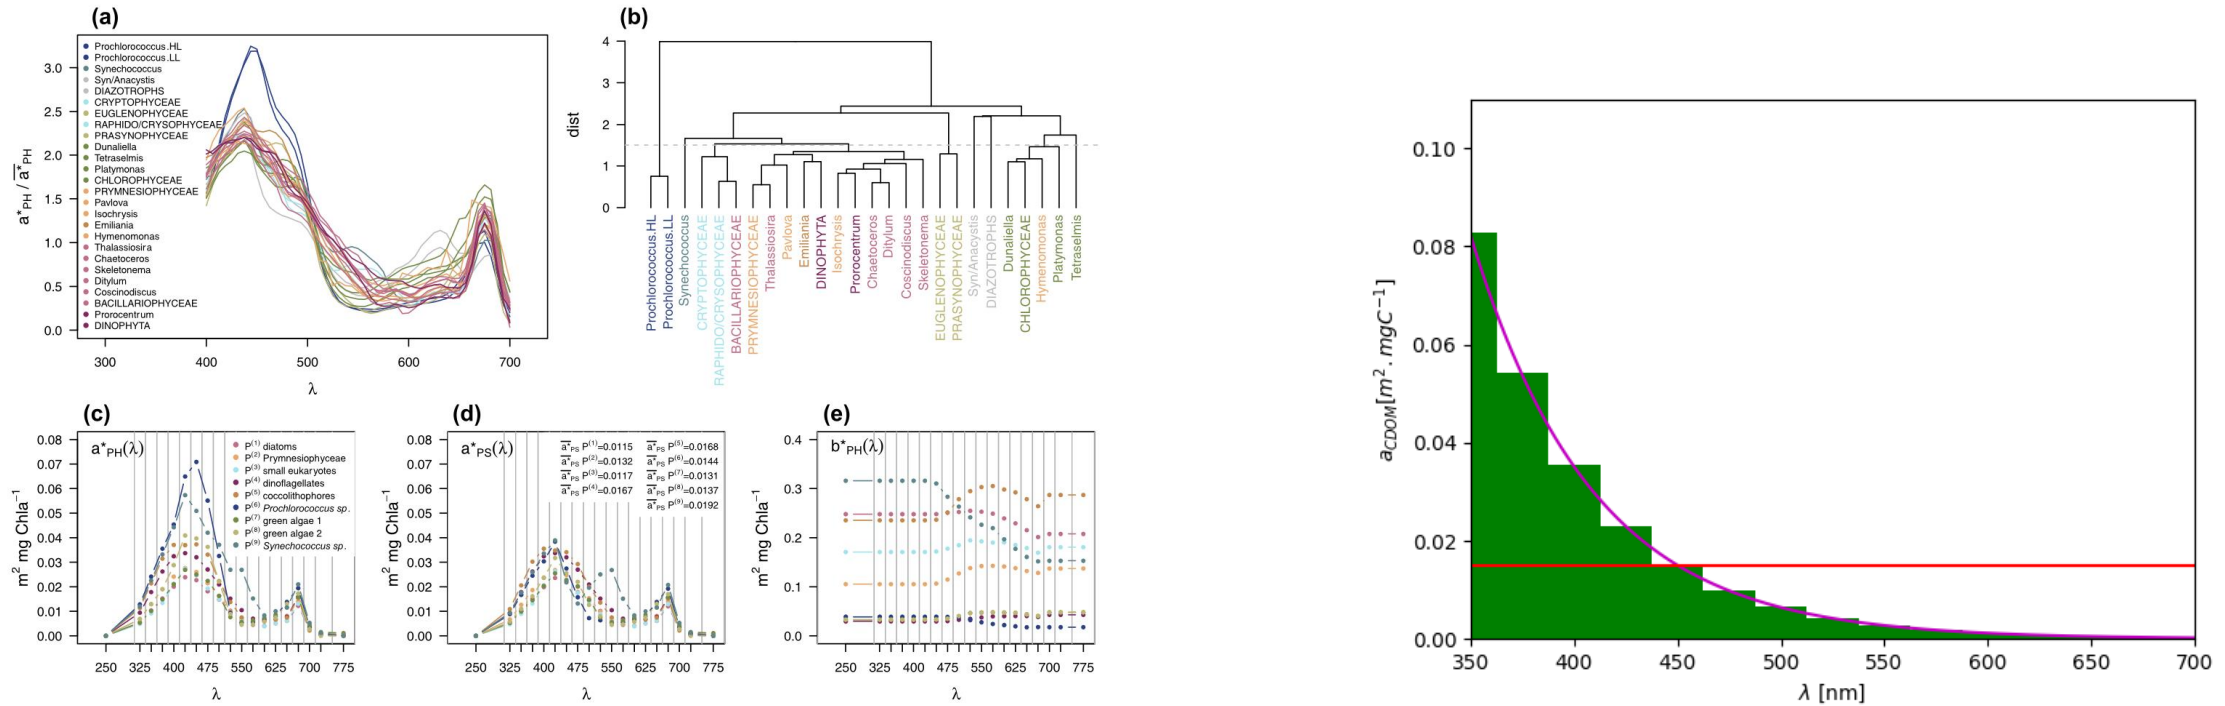 (a)
3.0
2.5
2.0
1.5
1.0
0.5
0.0
a*PH / a*PH
Prochlorococcus.HL
Prochlorococcus.LL
Synechococcus
Syn/Anacystis
DIAZOTROPHS
CRYPTOPHYCEAE
EUGLENOPHYCEAE
RAPHIDO/CRYSOPHYCEAE
PRASYNOPHYCEAE
Dunaliella
Tetraselmis
Platymonas
CHLOROPHYCEAE
PRYMNESIOPHYCEAE
Pavlova
Isochrysis
Emiliania
Hymenomonas
Thalassiosira
Chaetoceros
Skeletonema
Ditylum
Coscinodiscus
BACILLARIOPHYCEAE
Prorocentrum
DINOPHYTA
300 400 500 600 700
λ
(b)
4
3
2
1
0
dist
Prochlorococcus.HL
Prochlorococcus.LL
Synechococcus
CRYPTOPHYCEAE
RAPHIDO/CRYSOPHYCEAE
BACILLARIOPHYCEAE
PRYMNESIOPHYCEAE
Thalassiosira
Pavlova
Emiliania
DINOPHYTA
Isochrysis
Prorocentrum
Chaetoceros
Ditylum
Coscinodiscus
Skeletonema
EUGLENOPHYCEAE
PRASYNOPHYCEAE
Syn/Anacystis
DIAZOTROPHS
Dunaliella
CHLOROPHYCEAE
Hymenomonas
Platymonas
Tetraselmis
(c)
a*PH(λ)
0.08
0.07
0.06
0.05
0.04
0.03
0.02
0.01
0.00
m² mg Chla⁻¹
P(1) diatoms
P(2) Prymnesiophyceae
P(3) small eukaryotes
P(4) dinoflagellates
P(5) coccolithophores
P(6) Prochlorococcus sp.
P(7) green algae 1
P(8) green algae 2
P(9) Synechococcus sp.
250 325 400 475 550 625 700 775
λ
(d)
a*PS(λ)
0.08
0.07
0.06
0.05
0.04
0.03
0.02
0.01
0.00
m² mg Chla⁻¹
a*PS P(1)=0.0115
a*PS P(2)=0.0132
a*PS P(3)=0.0117
a*PS P(4)=0.0167
a*PS P(5)=0.0168
a*PS P(6)=0.0144
a*PS P(7)=0.0131
a*PS P(8)=0.0137
a*PS P(9)=0.0192
250 325 400 475 550 625 700 775
λ
(e)
b*PH(λ)
0.4
0.3
0.2
0.1
0.0
m² mg Chla⁻¹
250 325 400 475 550 625 700 775
λ
0.10
0.08
0.06
0.04
0.02
0.00
aCDOM[m².mgC⁻¹]
350 400 450 500 550 600 650 700
λ [nm]